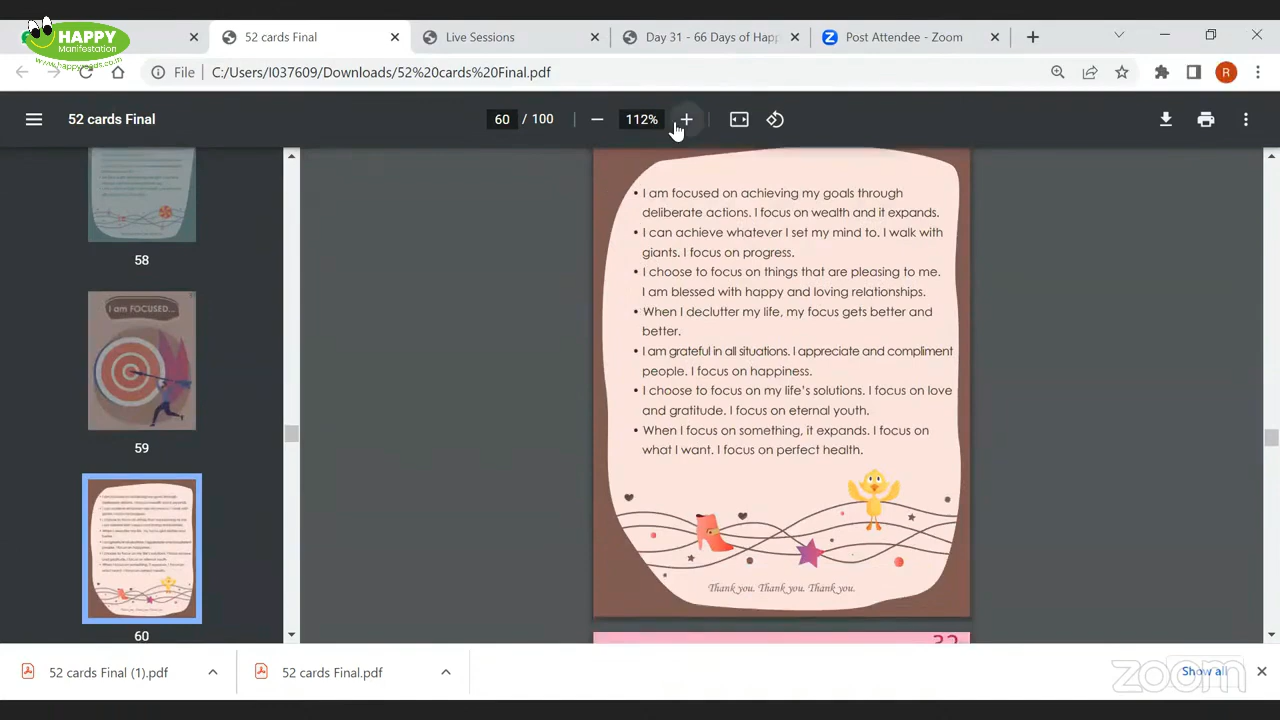 HAPPY
Manifestation
www.happyreads.co.in
52 cards Final
Live Sessions
Day 31 - 66 Days of Hap
Post Attendee - Zoom
File
C:/Users/I037609/Downloads/52%20cards%20Final.pdf
R
52 cards Final
60 / 100
112%
58
I am FOCUSED...
59
60
• I am focused on achieving my goals through
deliberate actions. I focus on wealth and it expands.
• I can achieve whatever I set my mind to. I walk with
giants. I focus on progress.
• I choose to focus on things that are pleasing to me.
I am blessed with happy and loving relationships.
• When I declutter my life, my focus gets better and
better.
• I am grateful in all situations. I appreciate and compliment
people. I focus on happiness.
• I choose to focus on my life's solutions. I focus on love
and gratitude. I focus on eternal youth.
• When I focus on something, it expands. I focus on
what I want. I focus on perfect health.
Thank you. Thank you. Thank you.
32
52 cards Final (1).pdf
52 cards Final.pdf
Show all
zoom